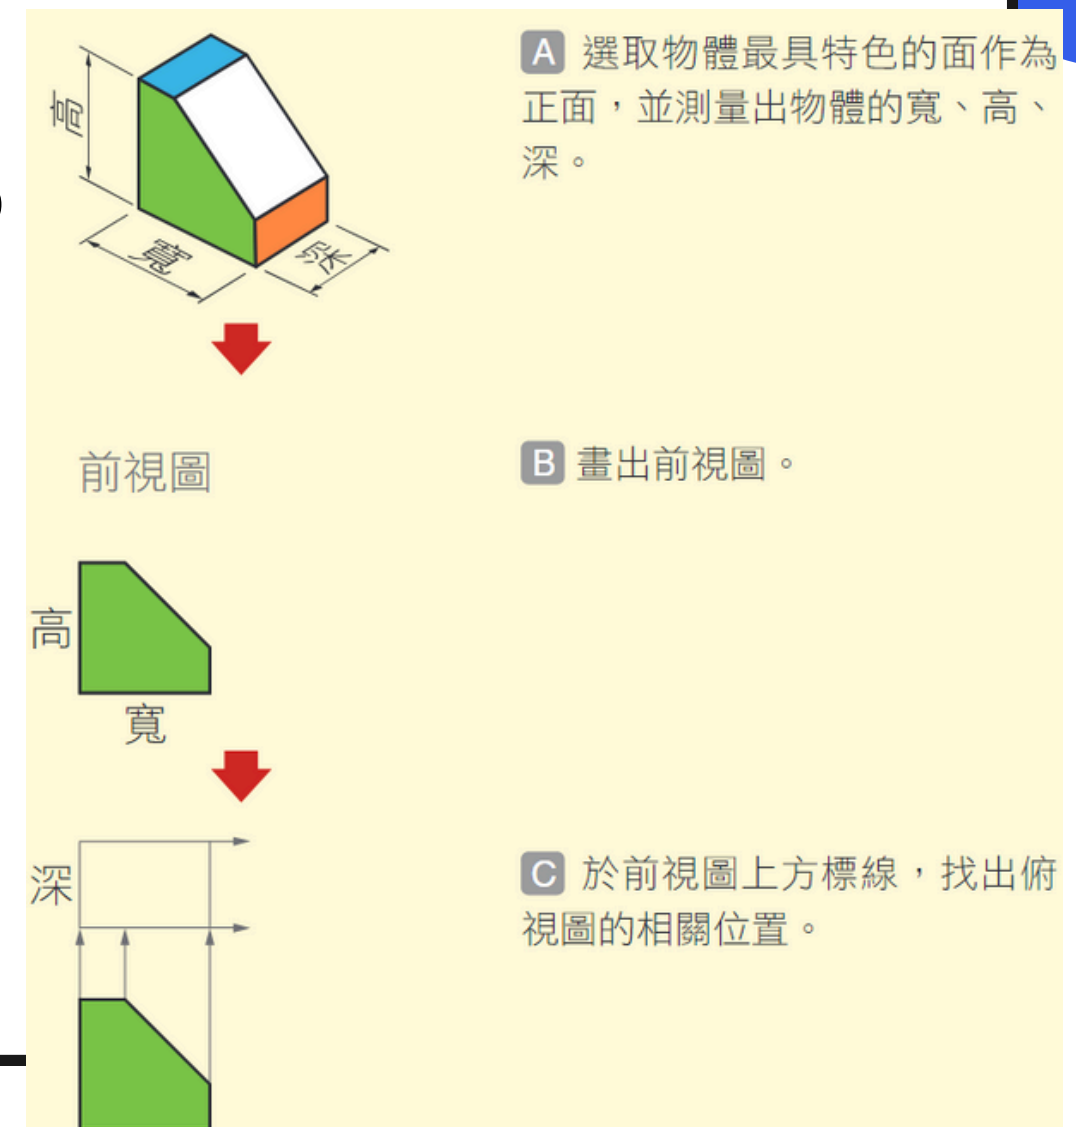 高
寬
深
A 選取物體最具特色的面作為
正面，並測量出物體的寬、高、
深。
前視圖
B 畫出前視圖。
高
寬
深
C 於前視圖上方標線，找出俯
視圖的相關位置。